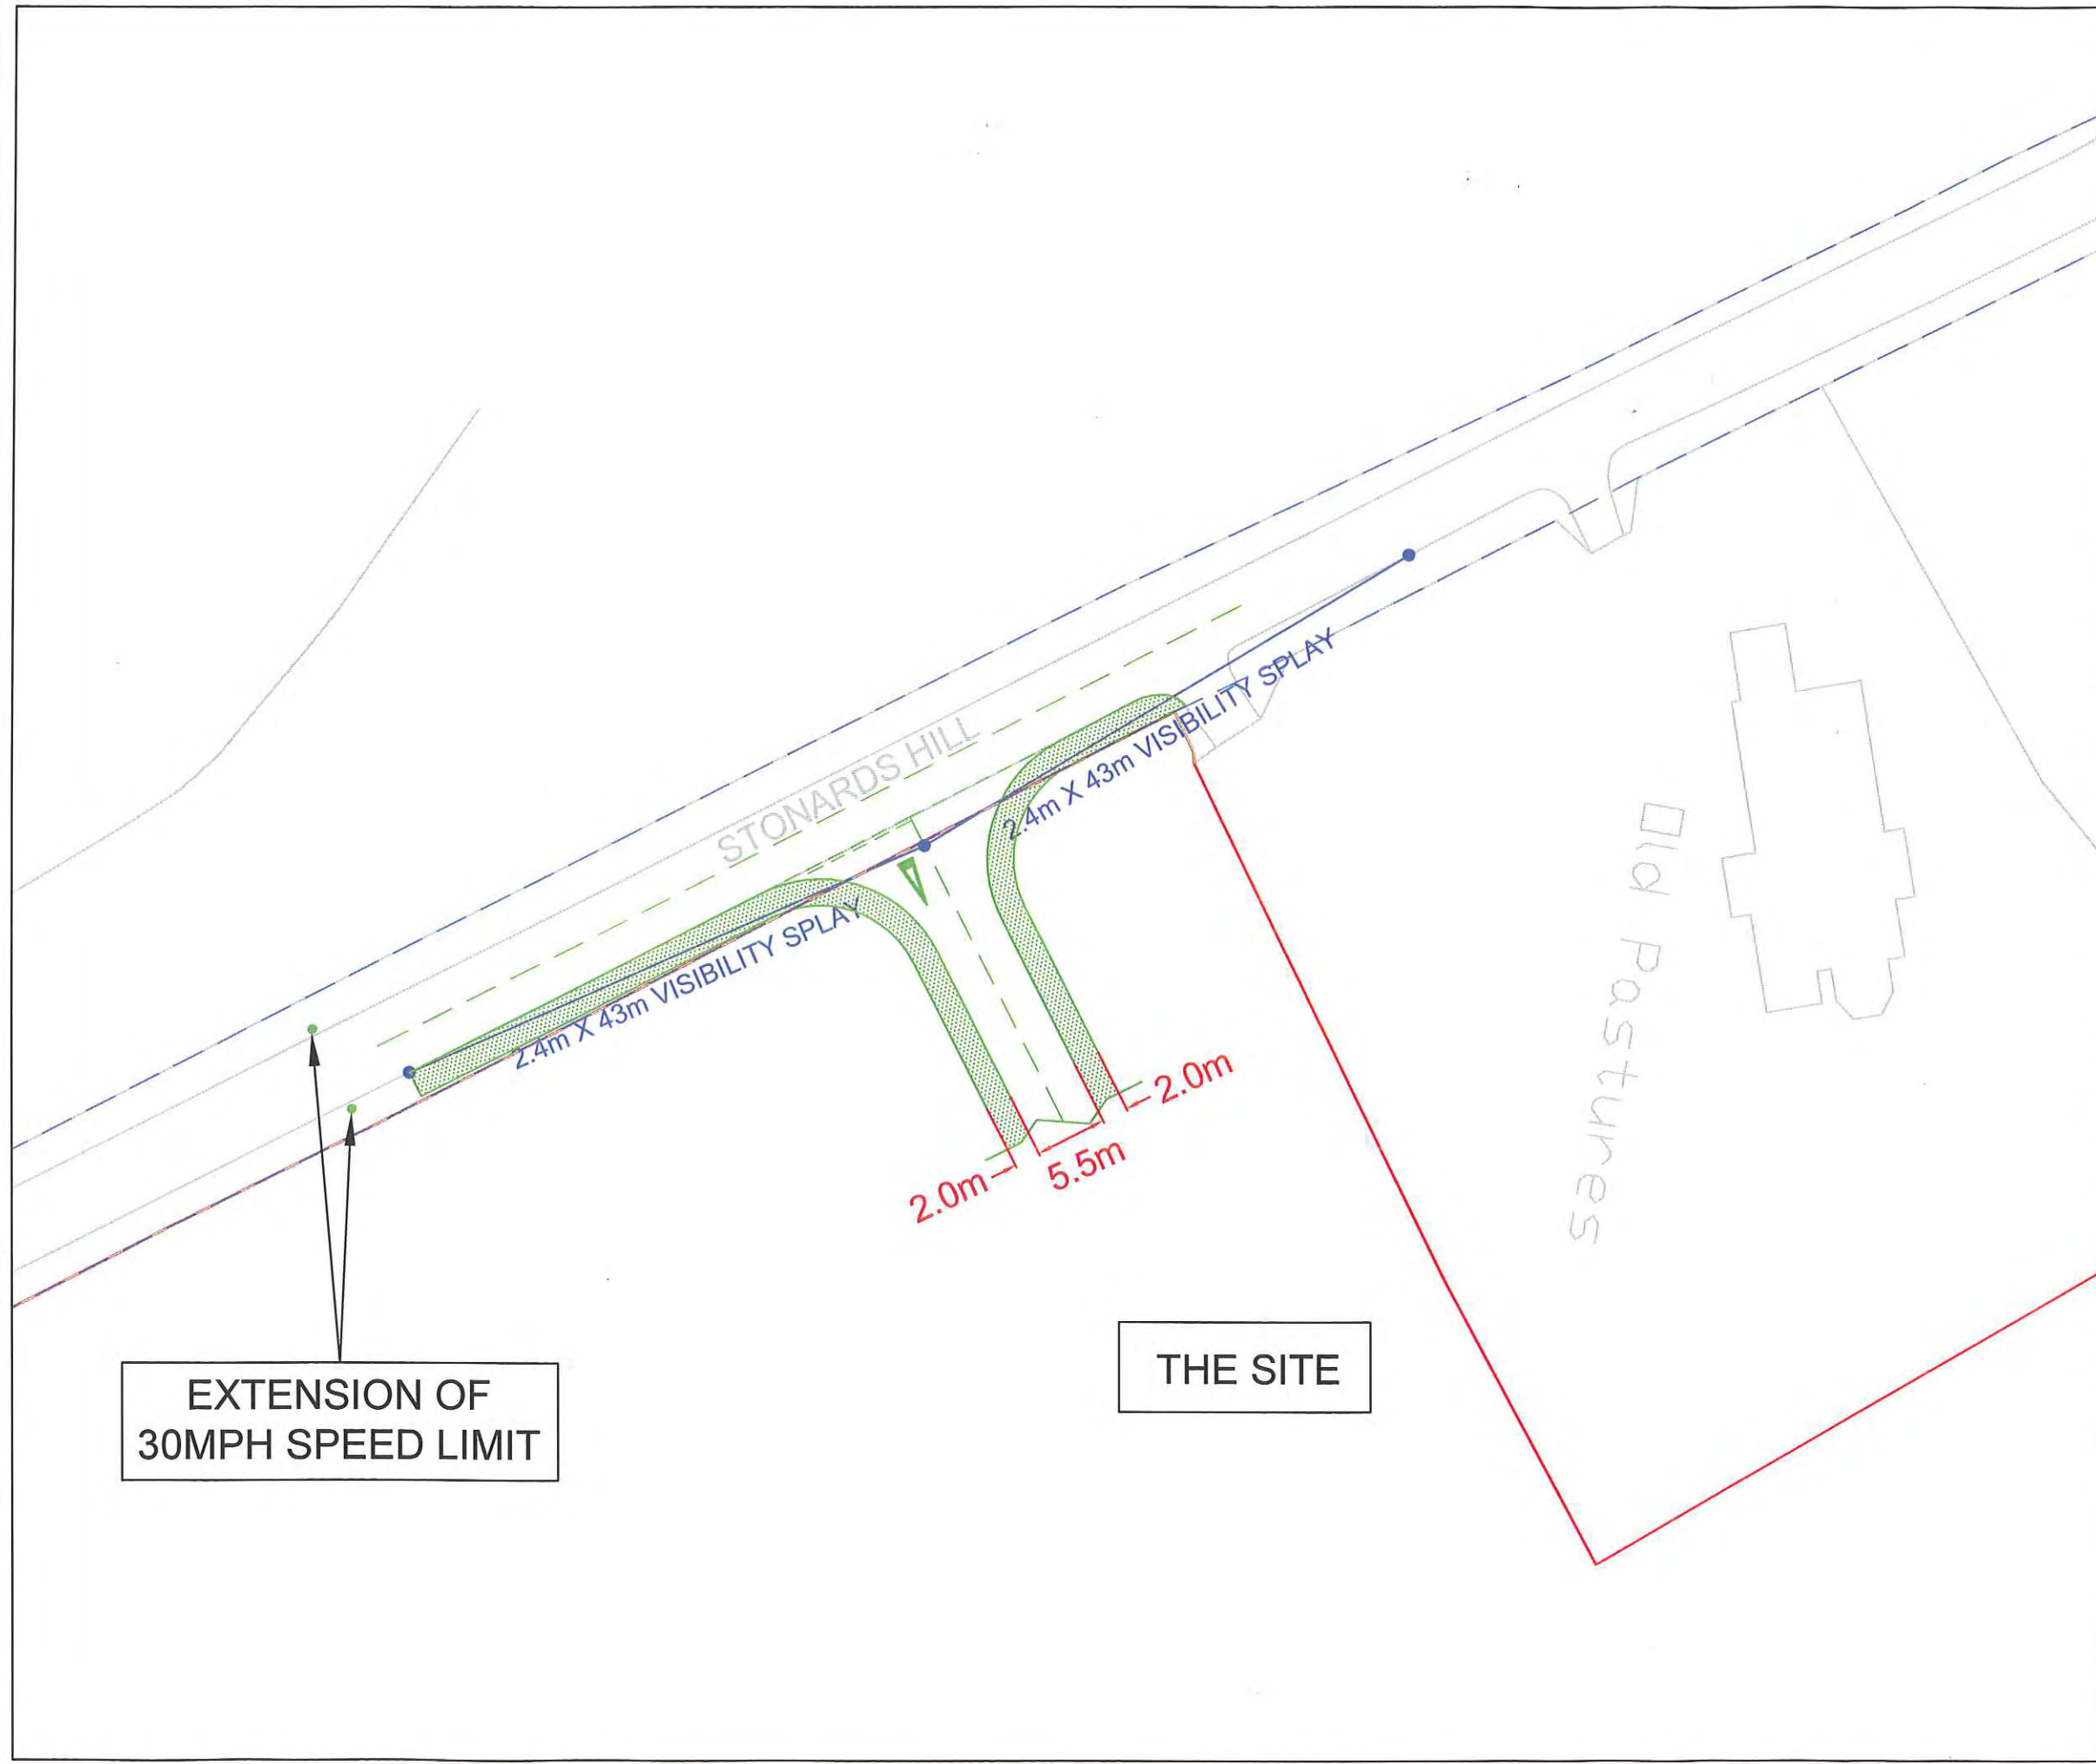 STONARDS HILL
2.4m X 43m VISIBILITY SPLAY
2.4m X 43m VISIBILITY SPLAY
Old Pastures
2.0m
5.5m
2.0m
THE SITE
EXTENSION OF
30MPH SPEED LIMIT